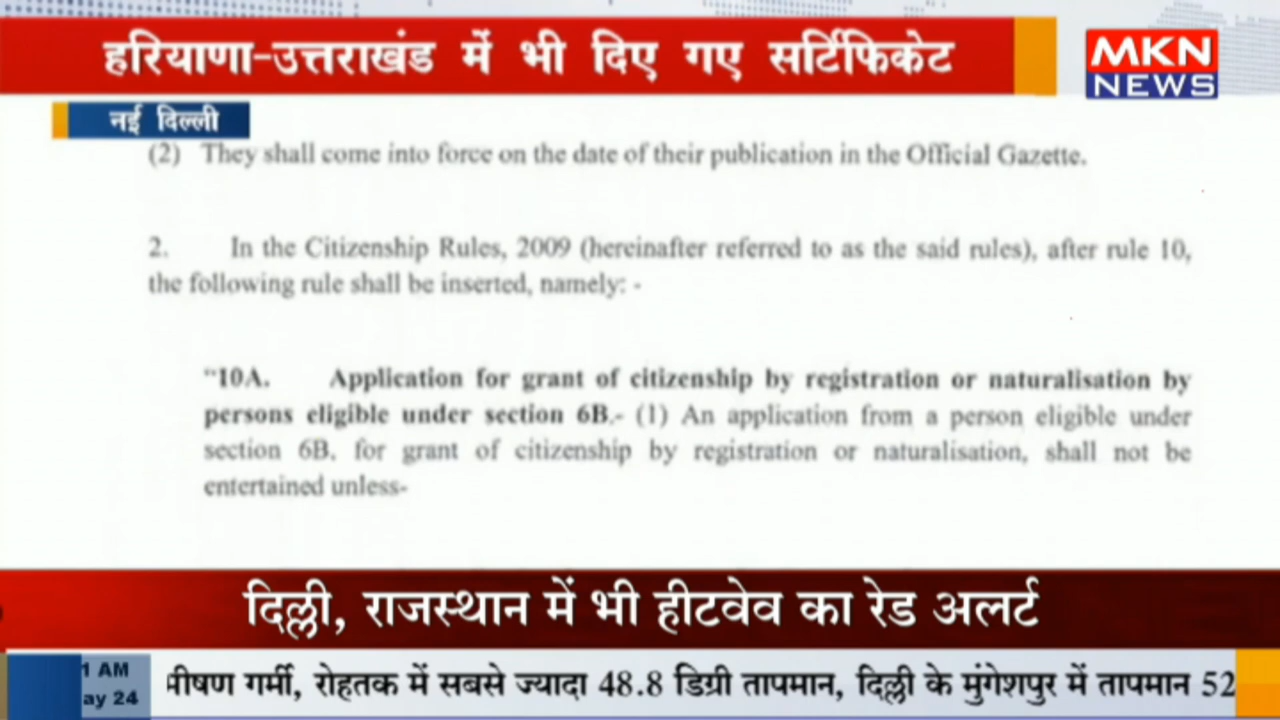 हरियाणा-उत्तराखंड में भी दिए गए सर्टिफिकेट
MKN
NEWS
नई दिल्ली
(2) They shall come into force on the date of their publication in the Official Gazette.
2. In the Citizenship Rules, 2009 (hereinafter referred to as the said rules), after rule 10,
the following rule shall be inserted, namely: -
"10A. Application for grant of citizenship by registration or naturalisation by
persons eligible under section 6B.- (1) An application from a person eligible under
section 6B, for grant of citizenship by registration or naturalisation, shall not be
entertained unless-
दिल्ली, राजस्थान में भी हीटवेव का रेड अलर्ट
1 AM
ay 24
भीषण गर्मी, रोहतक में सबसे ज्यादा 48.8 डिग्री तापमान, दिल्ली के मुंगेशपुर में तापमान 52